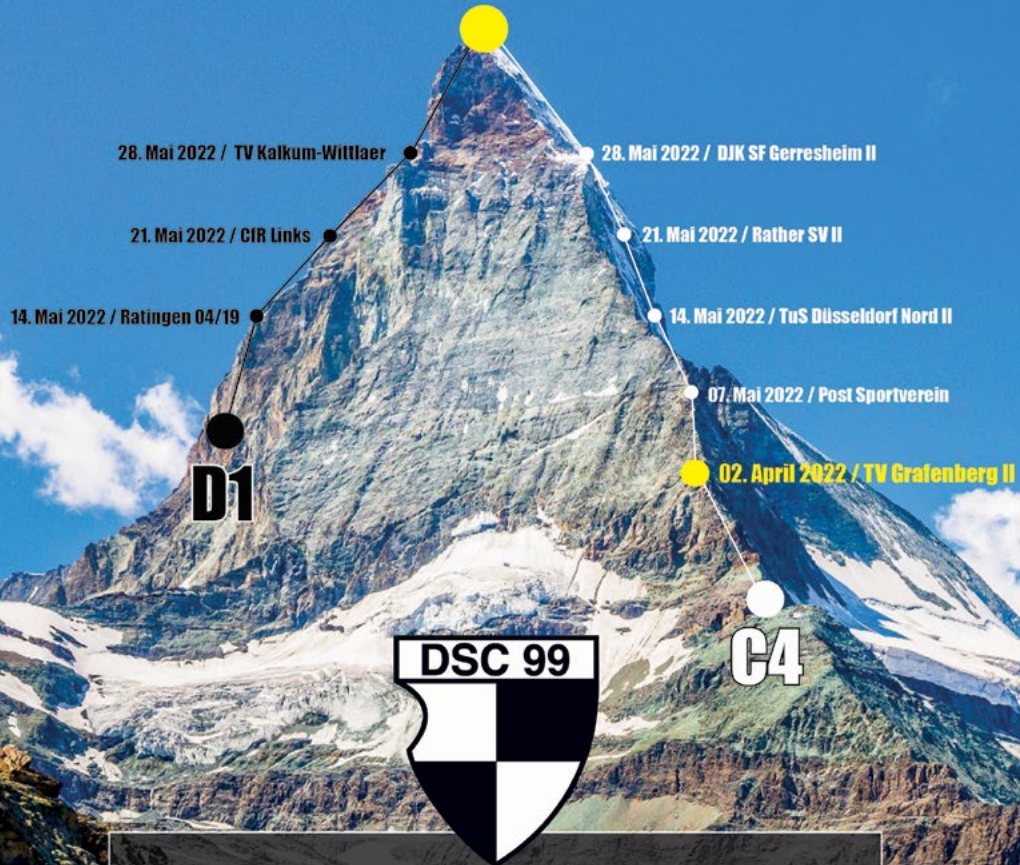 28. Mai 2022 / TV Kalkum-Wittlaer
28. Mai 2022 / DJK SF Gerresheim II
21. Mai 2022 / CfR Links
21. Mai 2022 / Rather SV II
14. Mai 2022 / Ratingen 04/19
14. Mai 2022 / TuS Düsseldorf Nord II
07. Mai 2022 / Post Sportverein
02. April 2022 / TV Grafenberg II
D1
C4
DSC 99